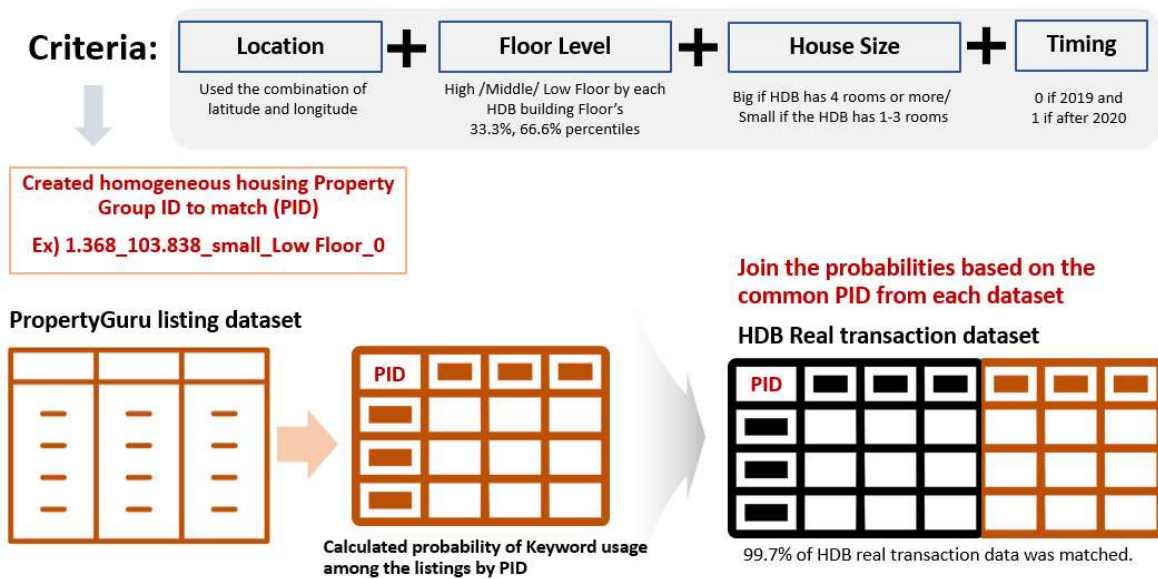 Criteria:
Location
Used the combination of
latitude and longitude
Floor Level
High /Middle/ Low Floor by each
HDB building Floor's
33.3%, 66.6% percentiles
House Size
Big if HDB has 4 rooms or more/
Small if the HDB has 1-3 rooms
Timing
0 if 2019 and
1 if after 2020
Created homogeneous housing Property
Group ID to match (PID)
Ex) 1.368_103.838_small_Low Floor_0
PropertyGuru listing dataset
PID
Calculated probability of Keyword usage
among the listings by PID
Join the probabilities based on the
common PID from each dataset
HDB Real transaction dataset
PID
99.7% of HDB real transaction data was matched.